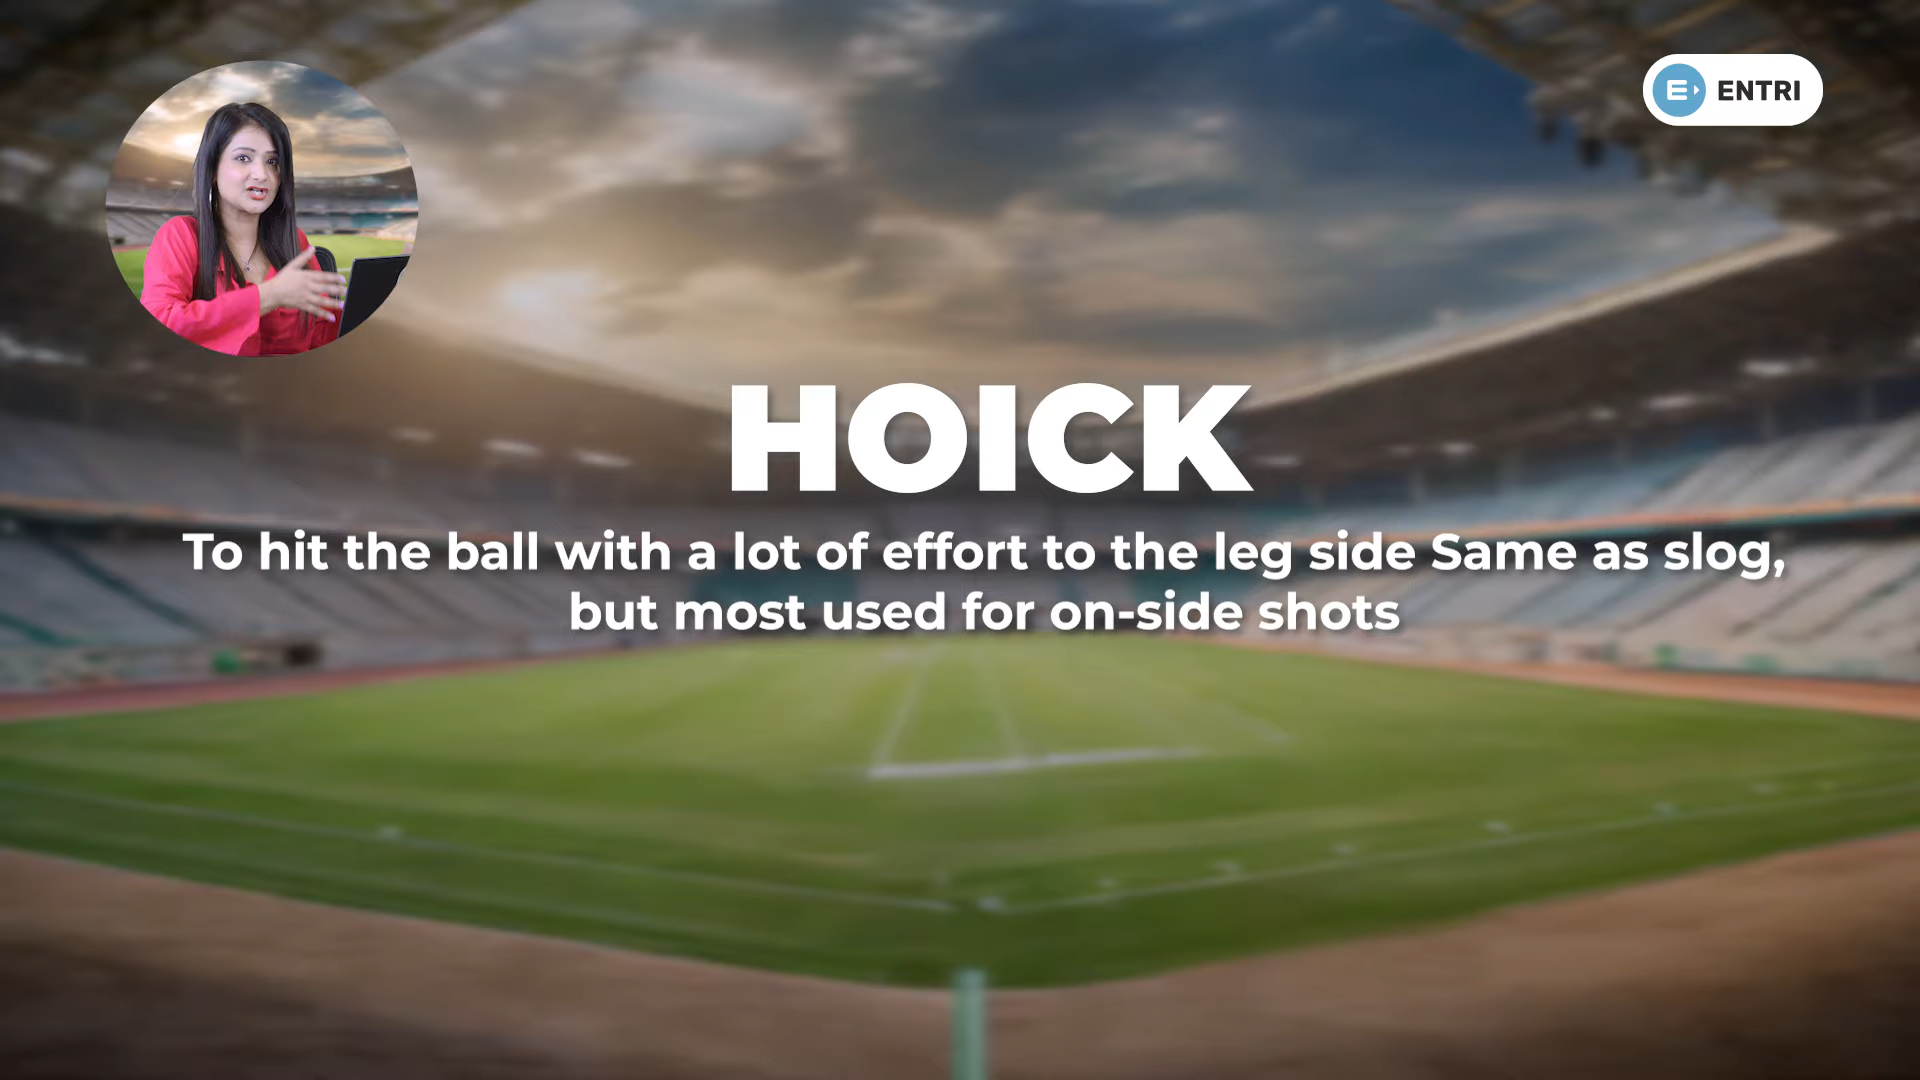 ENTRI
HOICK
To hit the ball with a lot of effort to the leg side Same as slog,
but most used for on-side shots